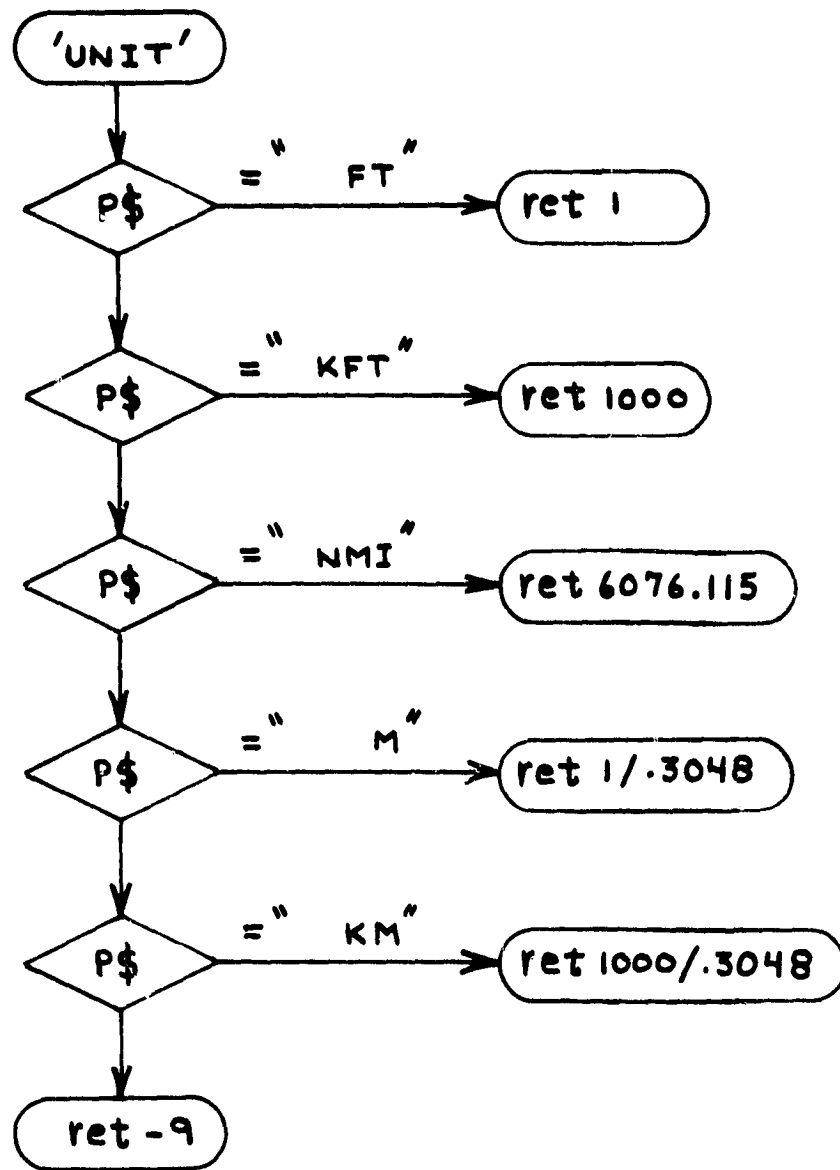 'UNIT'
P$
=" FT"
ret 1
P$
=" KFT"
ret 1000
P$
=" NMI"
ret 6076.115
P$
=" M"
ret 1/.3048
P$
=" KM"
ret 1000/.3048
ret -9